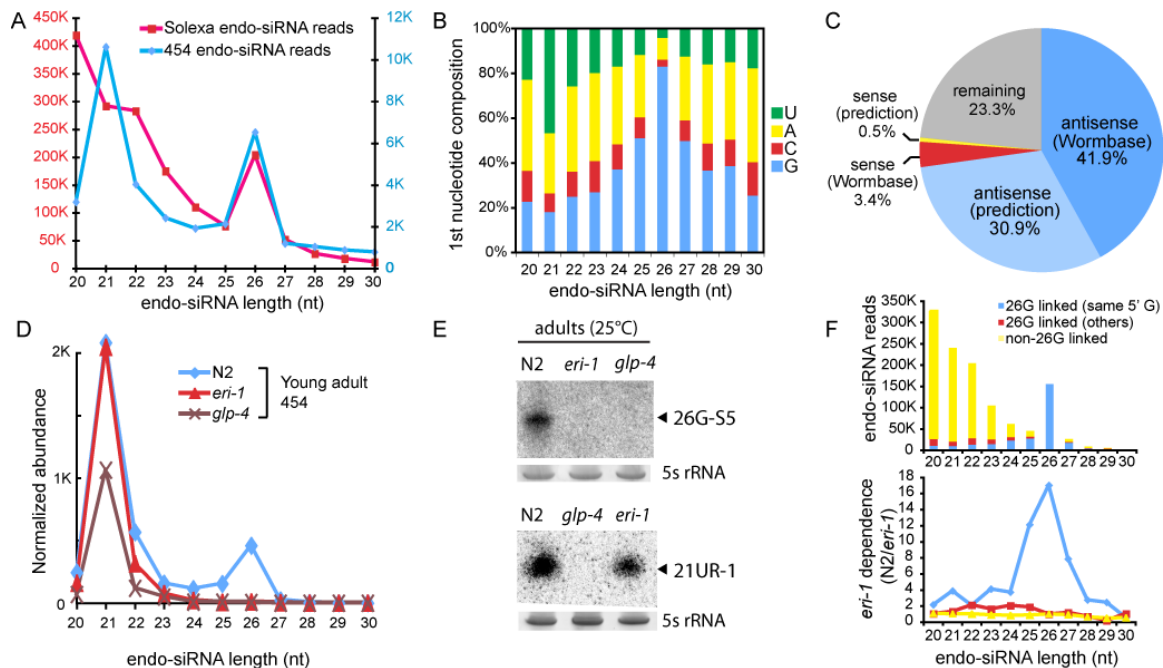 A
450K
400K
350K
300K
250K
200K
150K
100K
50K
0
12K
10K
8K
6K
4K
2K
0
Solexa endo-siRNA reads
454 endo-siRNA reads
20 21 22 23 24 25 26 27 28 29 30
endo-siRNA length (nt)
B
1st nucleotide composition
100%
80%
60%
40%
20%
0%
20 21 22 23 24 25 26 27 28 29 30
endo-siRNA length (nt)
U
A
C
G
C
remaining
23.3%
sense
(prediction)
0.5%
sense
(Wormbase)
3.4%
antisense
(Wormbase)
41.9%
antisense
(prediction)
30.9%
D
Normalized abundance
2K
1K
0
N2
eri-1
glp-4
Young adult
454
20 21 22 23 24 25 26 27 28 29 30
endo-siRNA length (nt)
E
adults (25°C)
N2 eri-1 glp-4
26G-S5
5s rRNA
N2 glp-4 eri-1
21UR-1
5s rRNA
F
endo-siRNA reads
350K
300K
250K
200K
150K
100K
50K
0K
26G linked (same 5' G)
26G linked (others)
non-26G linked
20 21 22 23 24 25 26 27 28 29 30
eri-1 dependence
(N2/eri-1)
18
16
14
12
10
8
6
4
2
0
20 21 22 23 24 25 26 27 28 29 30
endo-siRNA length (nt)